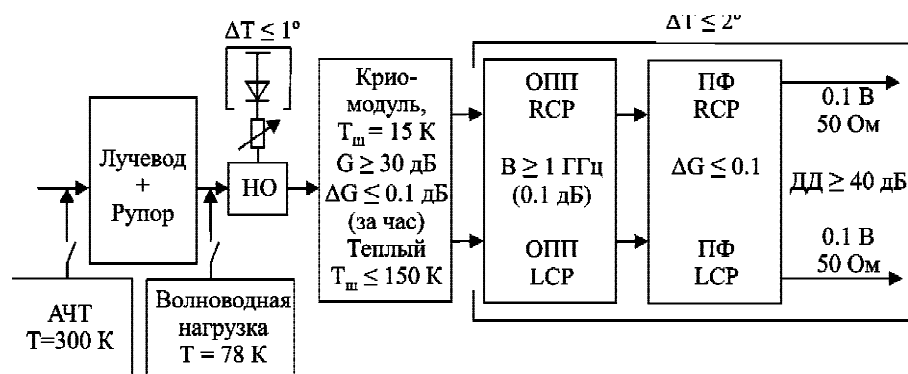 ΔT ≤ 1º
ΔT ≤ 2º
Лучевод
+
Рупор
НО
Крио-
модуль,
Tш = 15 К
G ≥ 30 дБ
ΔG ≤ 0.1 дБ
(за час)
Теплый
Tш ≤ 150 К
ОПП
RCP
В ≥ 1 ГГц
(0.1 дБ)
ОПП
LCP
ПФ
RCP
ΔG ≤ 0.1
ПФ
LCP
0.1 В
50 Ом
ДД ≥ 40 дБ
0.1 В
50 Ом
АЧТ
Т=300 К
Волноводная
нагрузка
Т = 78 К